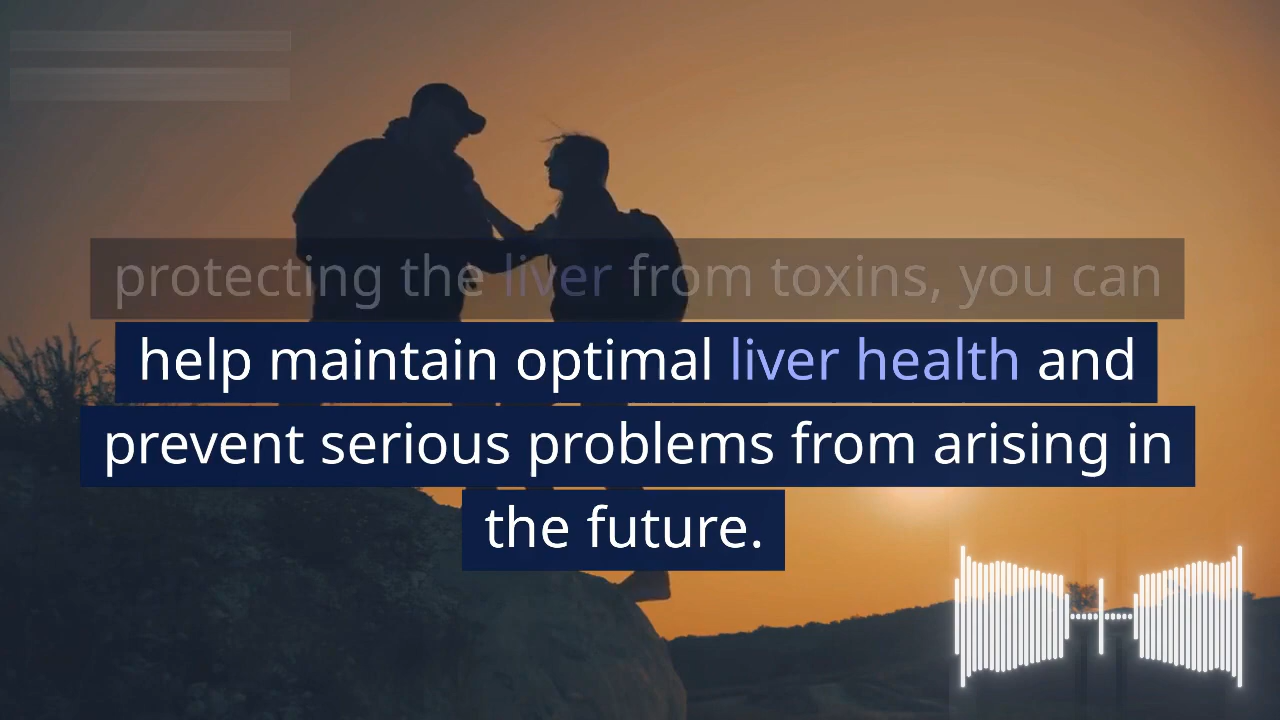 protecting the liver from toxins, you can
help maintain optimal liver health and
prevent serious problems from arising in
the future.